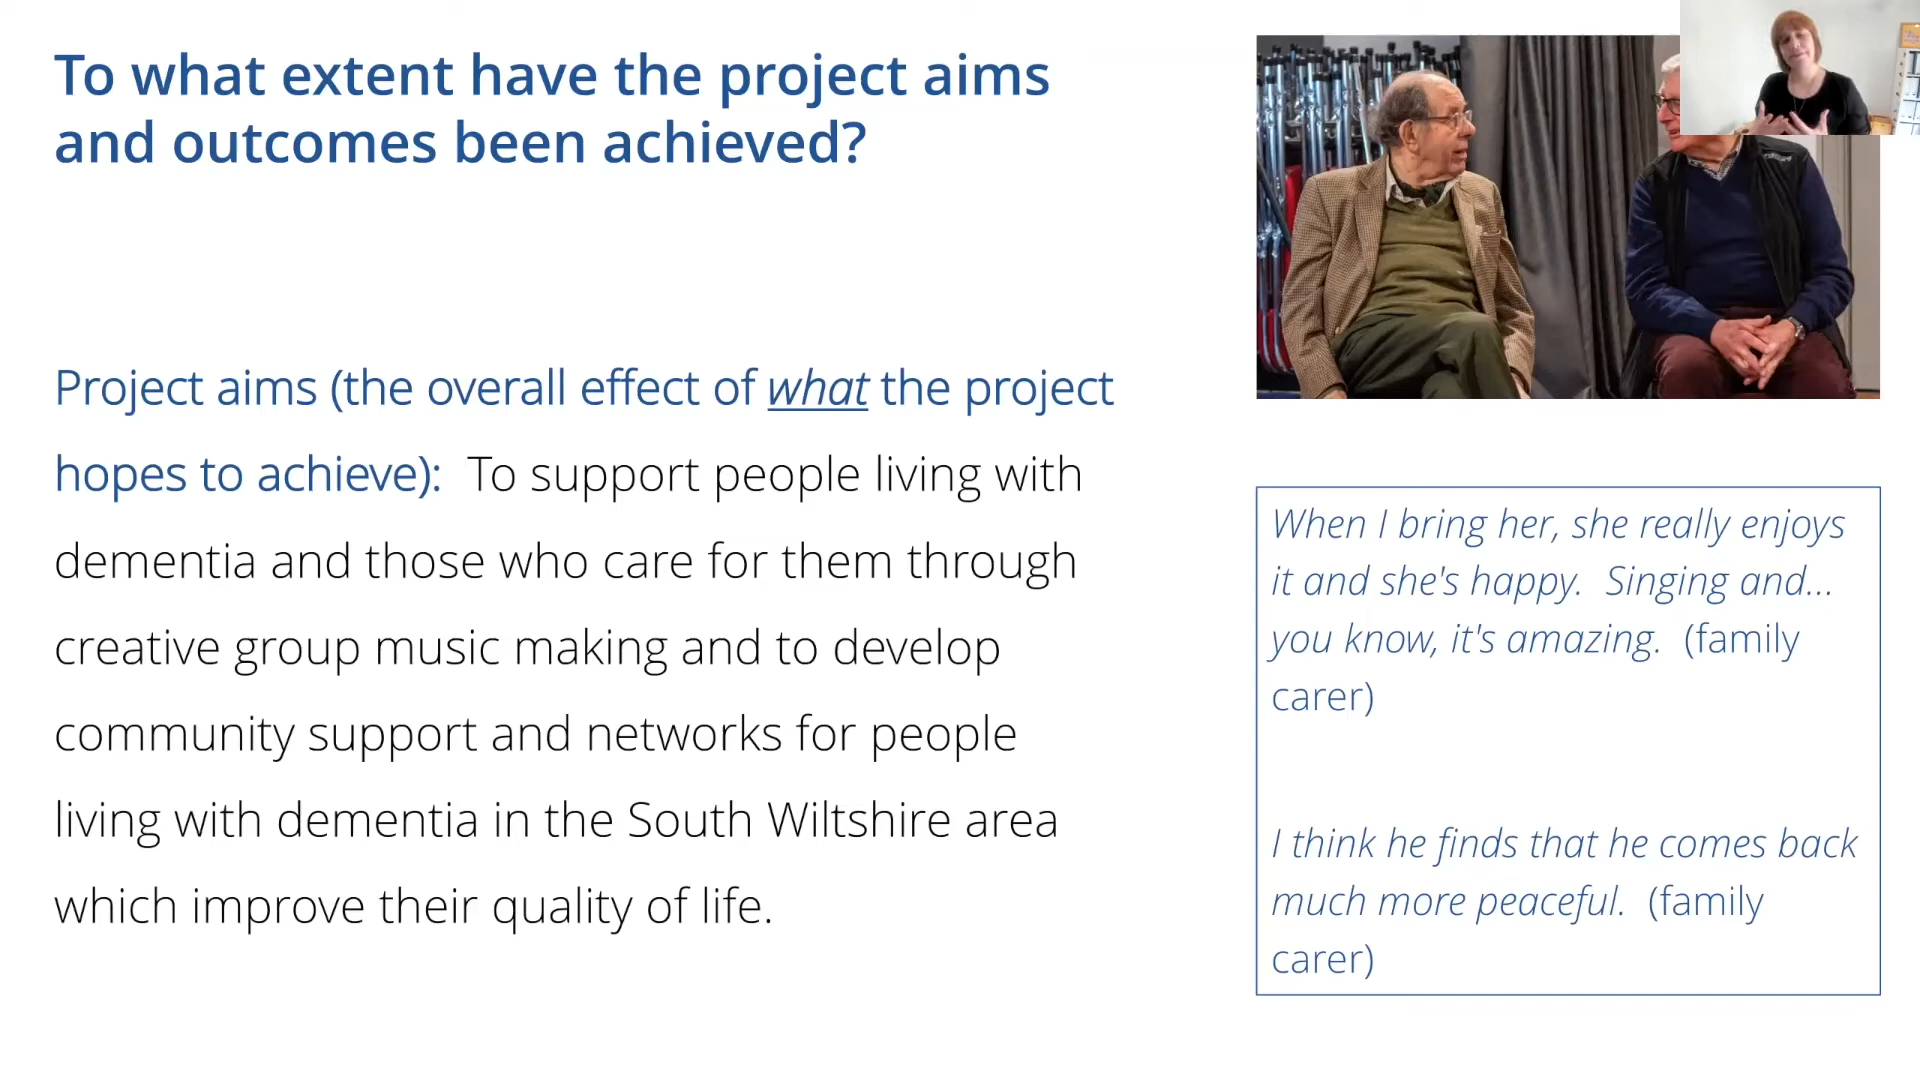 To what extent have the project aims
and outcomes been achieved?
Project aims (the overall effect of what the project
hopes to achieve):  To support people living with
dementia and those who care for them through
creative group music making and to develop
community support and networks for people
living with dementia in the South Wiltshire area
which improve their quality of life.
When I bring her, she really enjoys
it and she's happy.  Singing and...
you know, it's amazing.  (family
carer)
I think he finds that he comes back
much more peaceful.  (family
carer)